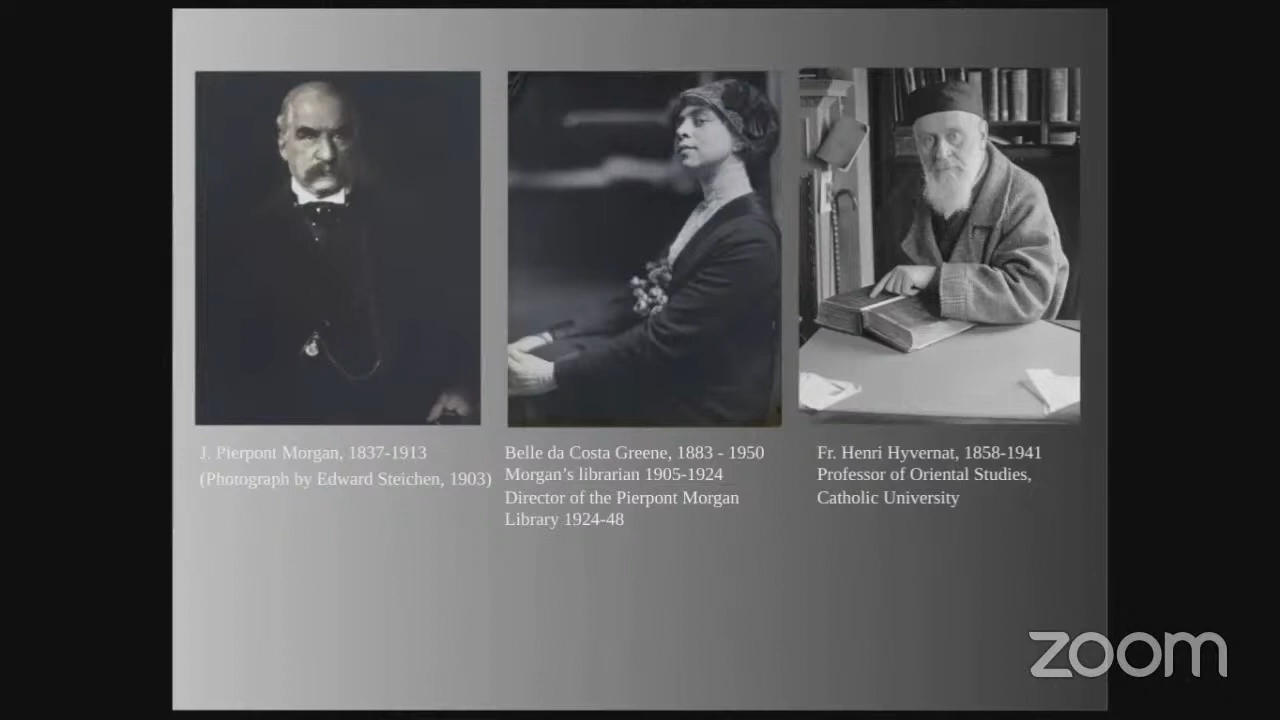 J. Pierpont Morgan, 1837-1913
(Photograph by Edward Steichen, 1903)
Belle da Costa Greene, 1883 - 1950
Morgan’s librarian 1905-1924
Director of the Pierpont Morgan
Library 1924-48
Fr. Henri Hyvernat, 1858-1941
Professor of Oriental Studies,
Catholic University
zoom